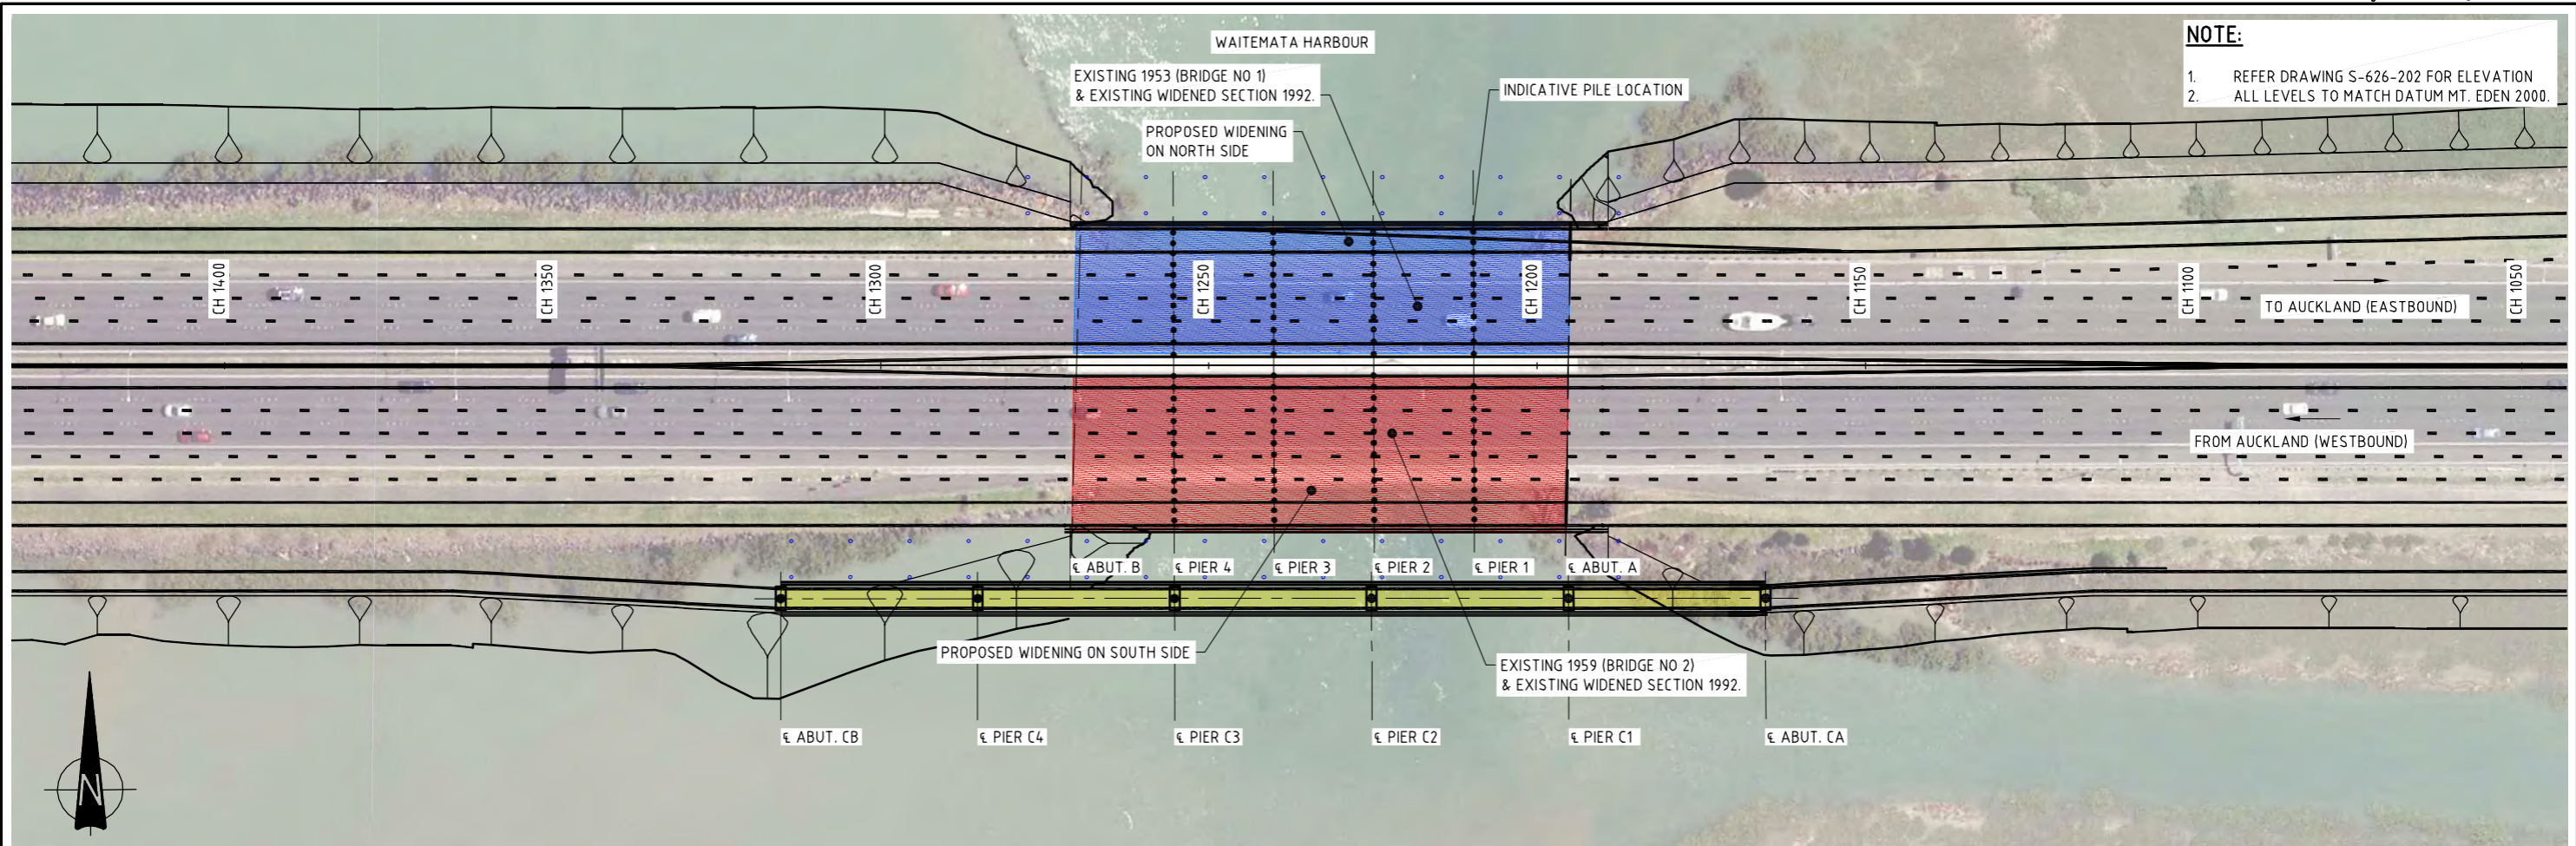 NOTE:
1. REFER DRAWING S-626-202 FOR ELEVATION
2. ALL LEVELS TO MATCH DATUM MT. EDEN 2000.
WAITEMATA HARBOUR
EXISTING 1953 (BRIDGE NO 1)
& EXISTING WIDENED SECTION 1992.
INDICATIVE PILE LOCATION
PROPOSED WIDENING
ON NORTH SIDE
CH 1400
CH 1350
CH 1300
CH 1250
CH 1200
CH 1150
CH 1100
CH 1050
TO AUCKLAND (EASTBOUND)
FROM AUCKLAND (WESTBOUND)
℄ ABUT. B
℄ PIER 4
℄ PIER 3
℄ PIER 2
℄ PIER 1
℄ ABUT. A
PROPOSED WIDENING ON SOUTH SIDE
EXISTING 1959 (BRIDGE NO 2)
& EXISTING WIDENED SECTION 1992.
℄ ABUT. CB
℄ PIER C4
℄ PIER C3
℄ PIER C2
℄ PIER C1
℄ ABUT. CA
N